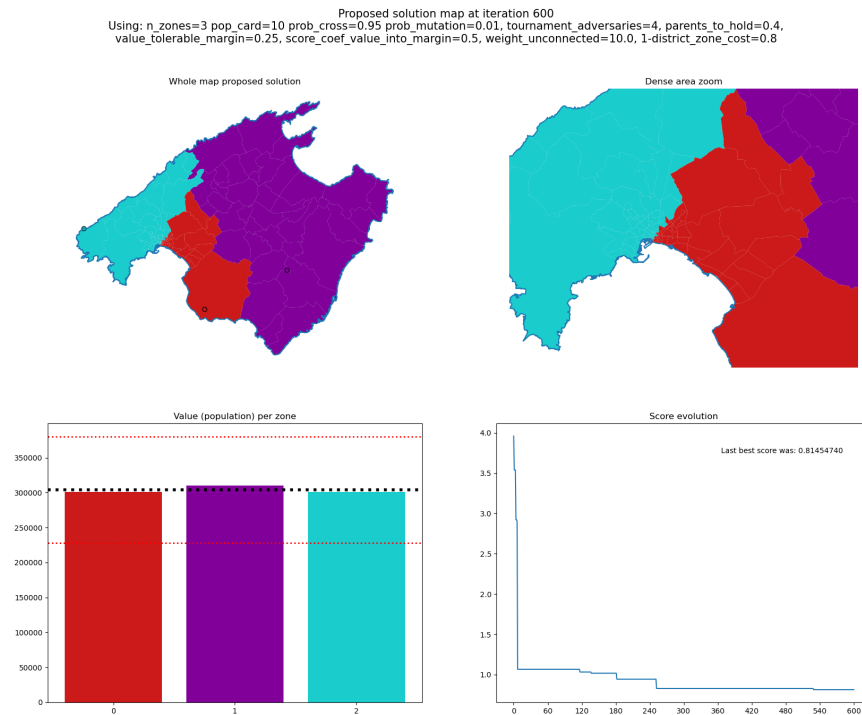 Proposed solution map at iteration 600
Using: n_zones=3 pop_card=10 prob_cross=0.95 prob_mutation=0.01, tournament_adversaries=4, parents_to_hold=0.4,
value_tolerable_margin=0.25, score_coef_value_into_margin=0.5, weight_unconnected=10.0, 1-district_zone_cost=0.8
Whole map proposed solution
Dense area zoom
Value (population) per zone
350000
300000
250000
200000
150000
100000
50000
0
0 1 2
Score evolution
Last best score was: 0.81454740
4.0
3.5
3.0
2.5
2.0
1.5
1.0
0 60 120 180 240 300 360 420 480 540 600